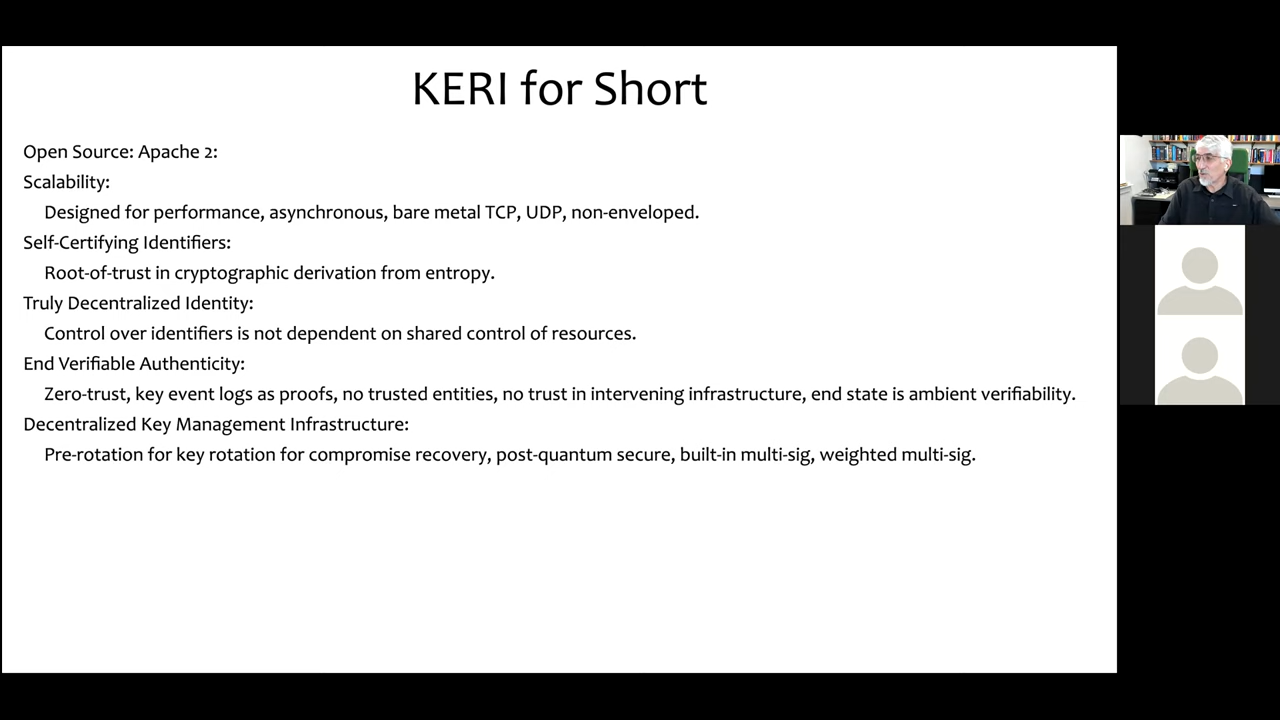 KERI for Short
Open Source: Apache 2:
Scalability:
Designed for performance, asynchronous, bare metal TCP, UDP, non-enveloped.
Self-Certifying Identifiers:
Root-of-trust in cryptographic derivation from entropy.
Truly Decentralized Identity:
Control over identifiers is not dependent on shared control of resources.
End Verifiable Authenticity:
Zero-trust, key event logs as proofs, no trusted entities, no trust in intervening infrastructure, end state is ambient verifiability.
Decentralized Key Management Infrastructure:
Pre-rotation for key rotation for compromise recovery, post-quantum secure, built-in multi-sig, weighted multi-sig.